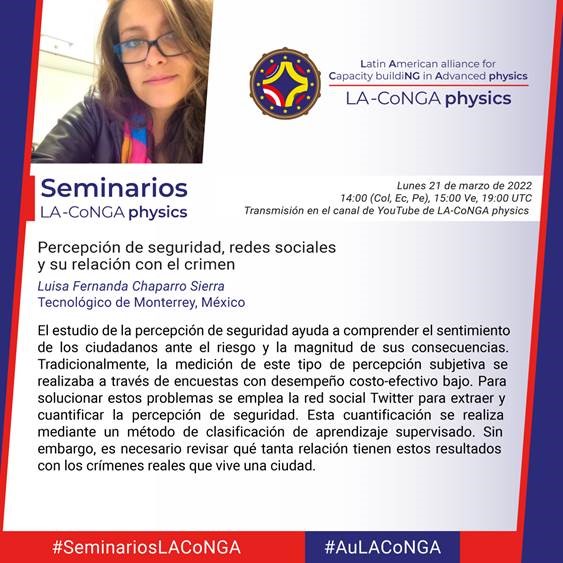 Latin American alliance for
Capacity buildiNG in Advanced physics
LA-CoNGA physics
Seminarios
LA-CoNGA physics
Lunes 21 de marzo de 2022
14:00 (Col, Ec, Pe), 15:00 Ve, 19:00 UTC
Transmisión en el canal de YouTube de LA-CoNGA physics
Percepción de seguridad, redes sociales
y su relación con el crimen
Luisa Fernanda Chaparro Sierra
Tecnológico de Monterrey, México
El estudio de la percepción de seguridad ayuda a comprender el sentimiento
de los ciudadanos ante el riesgo y la magnitud de sus consecuencias.
Tradicionalmente, la medición de este tipo de percepción subjetiva se
realizaba a través de encuestas con desempeño costo-efectivo bajo. Para
solucionar estos problemas se emplea la red social Twitter para extraer y
cuantificar la percepción de seguridad. Esta cuantificación se realiza
mediante un método de clasificación de aprendizaje supervisado. Sin
embargo, es necesario revisar qué tanta relación tienen estos resultados
con los crímenes reales que vive una ciudad.
#SeminariosLACoNGA
#AuLACoNGA